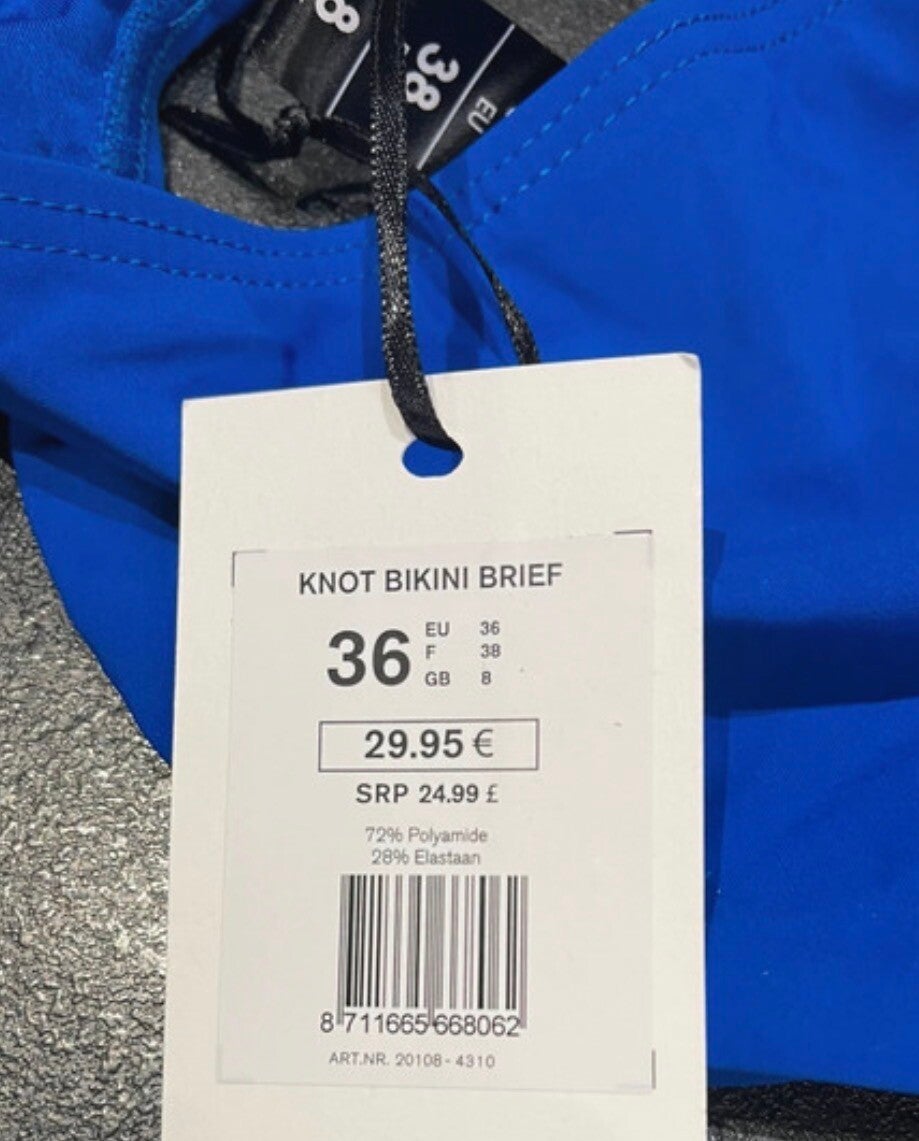 8
38
EU
KNOT BIKINI BRIEF
36
EU 36
F 38
GB 8
29.95 €
SRP 24.99 £
72% Polyamide
28% Elastaan
8 711665 668062
ART.NR. 20108 - 4310